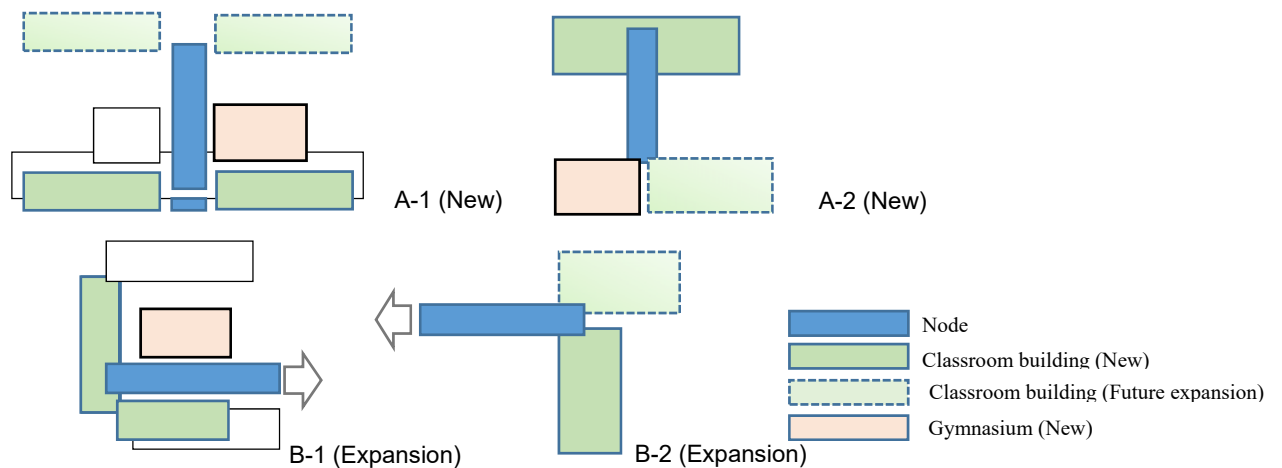 A-1 (New)
A-2 (New)
B-1 (Expansion)
B-2 (Expansion)
Node
Classroom building (New)
Classroom building (Future expansion)
Gymnasium (New)